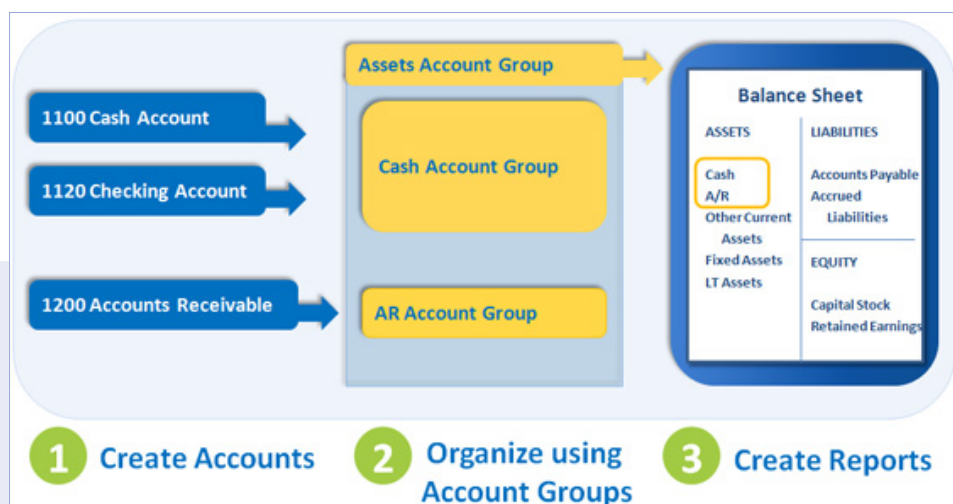 Assets Account Group
1100 Cash Account
1120 Checking Account
1200 Accounts Receivable
Cash Account Group
AR Account Group
Balance Sheet
ASSETS
Cash
A/R
Other Current
Assets
Fixed Assets
LT Assets
LIABILITIES
Accounts Payable
Accrued
Liabilities
EQUITY
Capital Stock
Retained Earnings
1 Create Accounts
2 Organize using
Account Groups
3 Create Reports